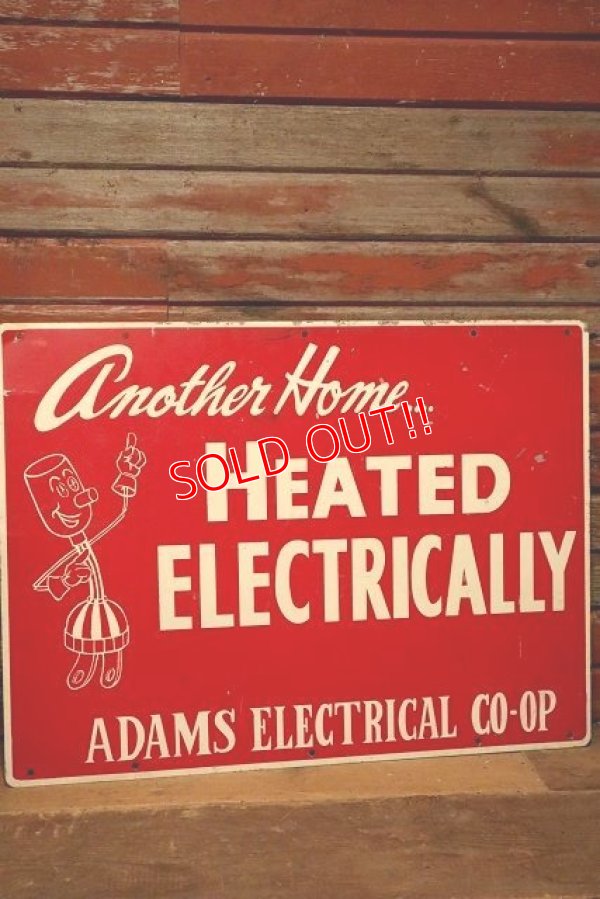 Another Home...
SOLD OUT!!
HEATED
ELECTRICALLY
ADAMS ELECTRICAL CO-OP